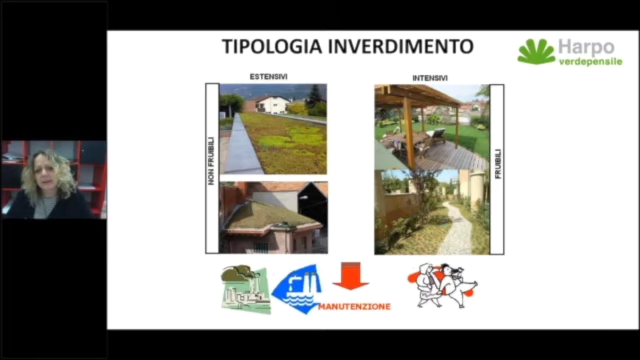 TIPOLOGIA INVERDIMENTO
Harpo
verdepensile
ESTENSIVI
INTENSIVI
NON FRUIBILI
FRUIBILI
MANUTENZIONE